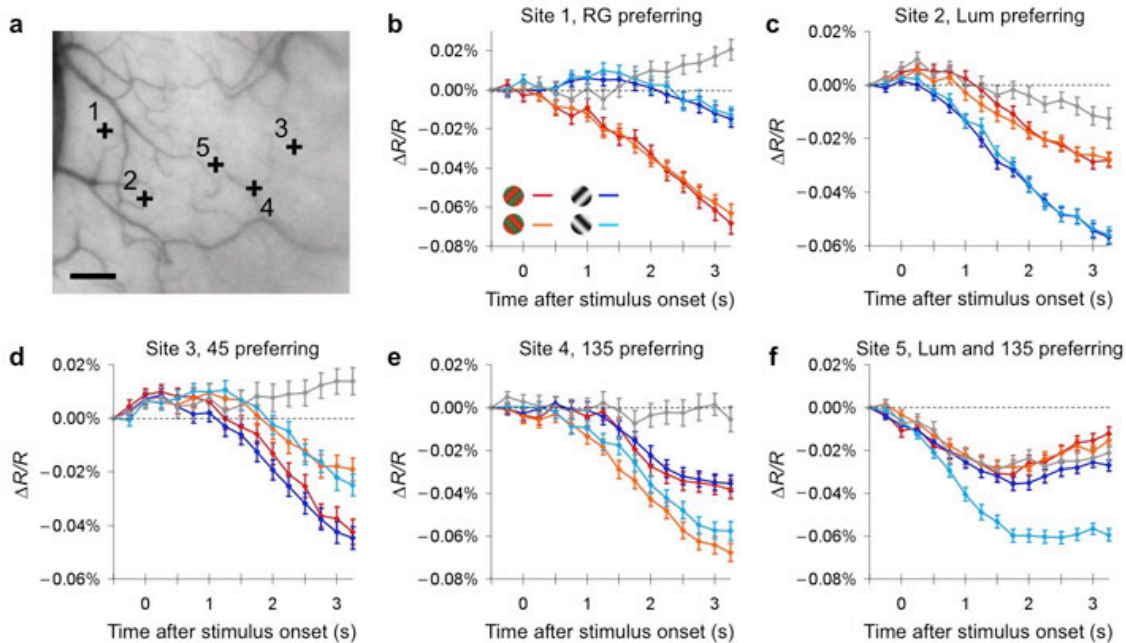 a
1
2
3
4
5
b
Site 1, RG preferring
ΔR/R
0.02%
0.00%
−0.02%
−0.04%
−0.06%
−0.08%
0 1 2 3
Time after stimulus onset (s)
c
Site 2, Lum preferring
ΔR/R
0.02%
0.00%
−0.02%
−0.04%
−0.06%
0 1 2 3
Time after stimulus onset (s)
d
Site 3, 45 preferring
ΔR/R
0.02%
0.00%
−0.02%
−0.04%
−0.06%
0 1 2 3
Time after stimulus onset (s)
e
Site 4, 135 preferring
ΔR/R
0.02%
0.00%
−0.02%
−0.04%
−0.06%
−0.08%
0 1 2 3
Time after stimulus onset (s)
f
Site 5, Lum and 135 preferring
ΔR/R
0.02%
0.00%
−0.02%
−0.04%
−0.06%
−0.08%
0 1 2 3
Time after stimulus onset (s)